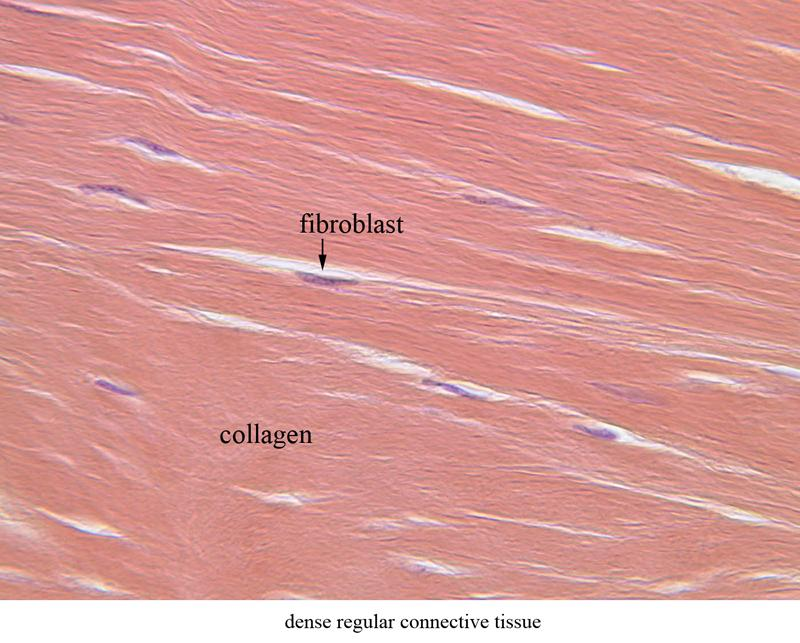 fibroblast
collagen
dense regular connective tissue